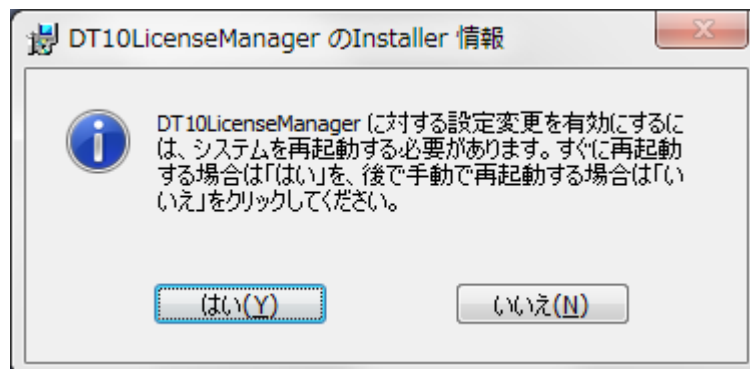 DT10LicenseManager のInstaller 情報
DT10LicenseManager に対する設定変更を有効にするに
は、システムを再起動する必要があります。すぐに再起動
する場合は「はい」を、後で手動で再起動する場合は「い
いえ」をクリックしてください。
はい(Y)
いいえ(N)